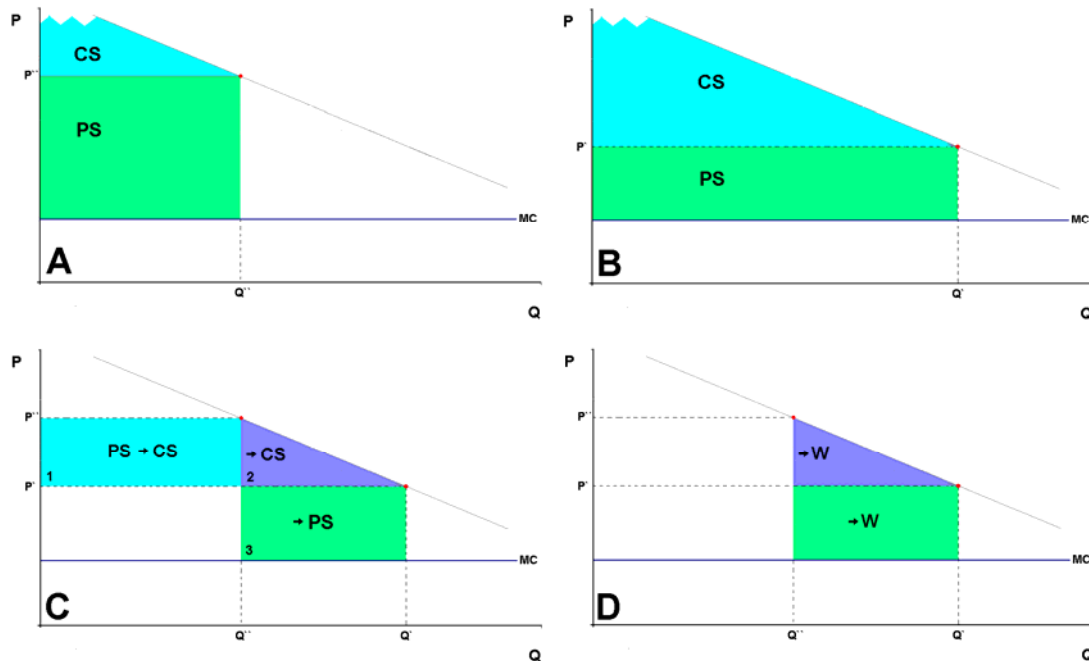 P
CS
P``
PS
MC
A
Q``
Q
P
CS
P`
PS
MC
B
Q`
Q
P
P``
PS → CS
→ CS
1
2
P`
→ PS
3
MC
C
Q``
Q`
Q
P
P``
→ W
P`
→ W
MC
D
Q``
Q`
Q